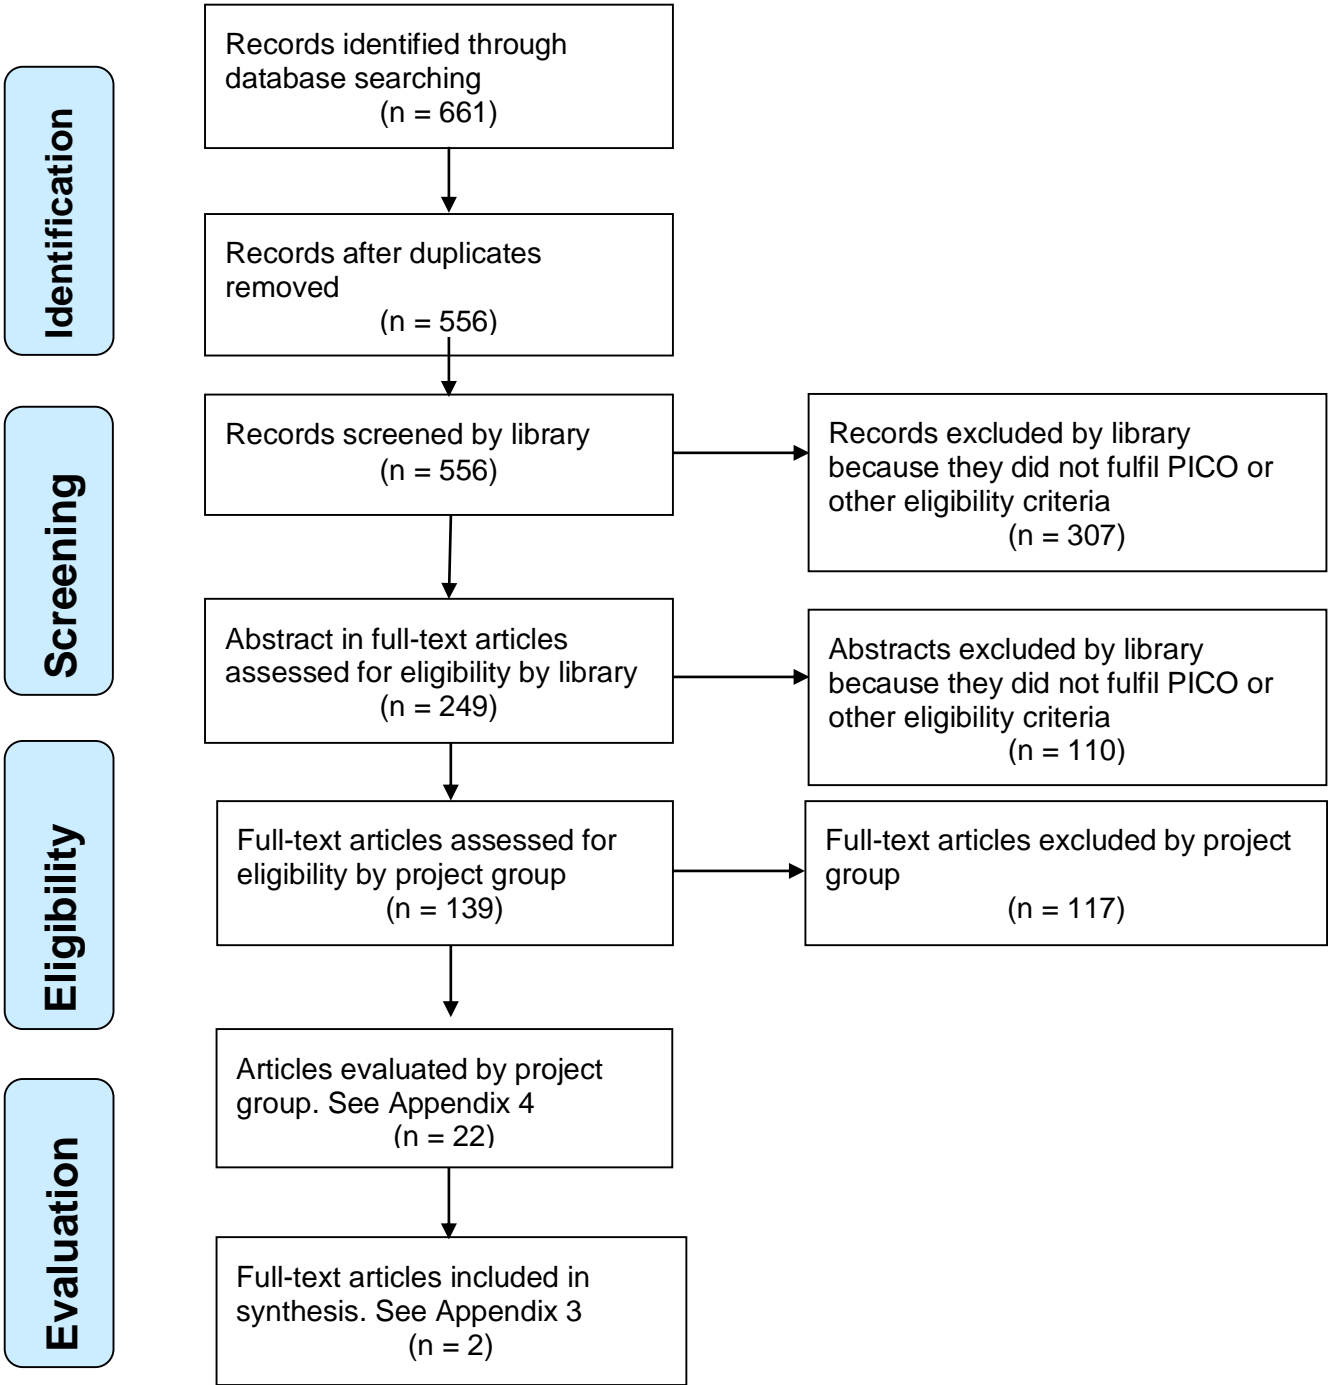 Identification
Records identified through
database searching
(n = 661)
Records after duplicates
removed
(n = 556)
Screening
Records screened by library
(n = 556)
Records excluded by library
because they did not fulfil PICO or
other eligibility criteria
(n = 307)
Abstract in full-text articles
assessed for eligibility by library
(n = 249)
Abstracts excluded by library
because they did not fulfil PICO or
other eligibility criteria
(n = 110)
Eligibility
Full-text articles assessed for
eligibility by project group
(n = 139)
Full-text articles excluded by project
group
(n = 117)
Evaluation
Articles evaluated by project
group. See Appendix 4
(n = 22)
Full-text articles included in
synthesis. See Appendix 3
(n = 2)